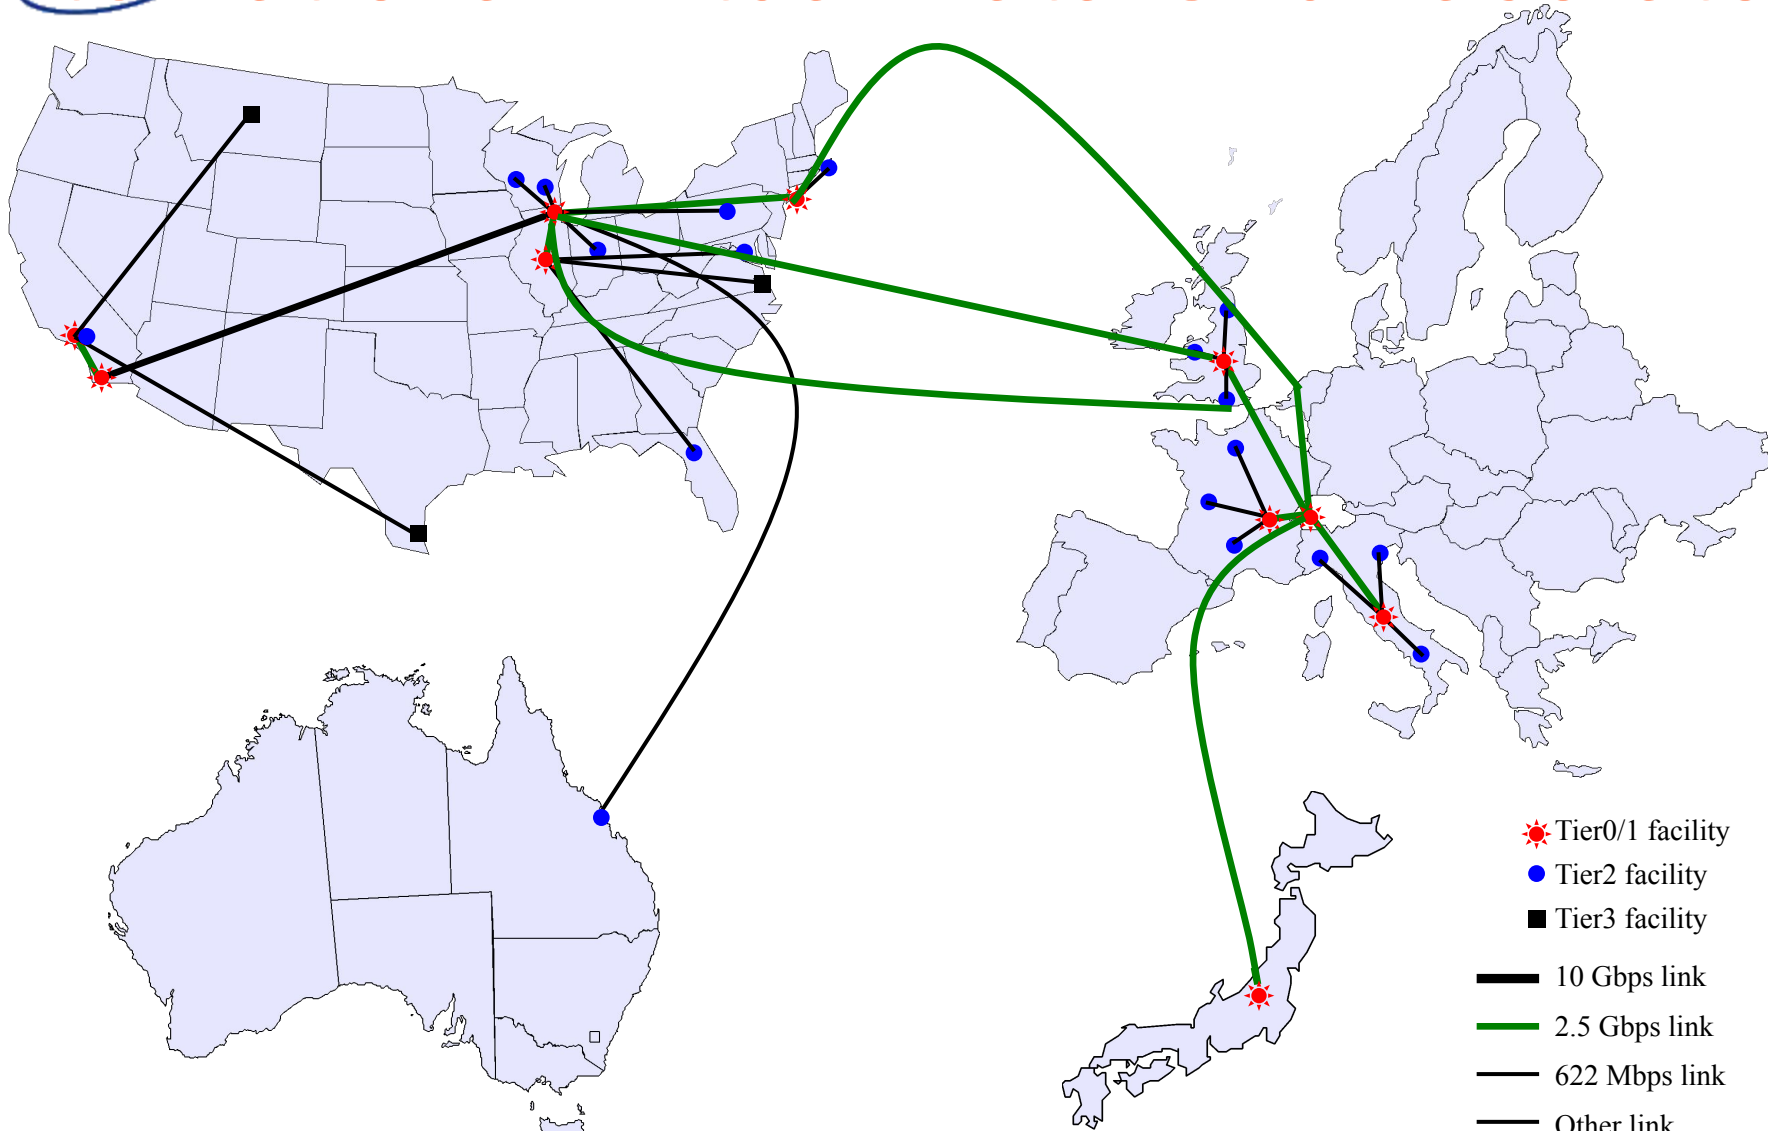 Tier0/1 facility
Tier2 facility
Tier3 facility
10 Gbps link
2.5 Gbps link
622 Mbps link
Other link